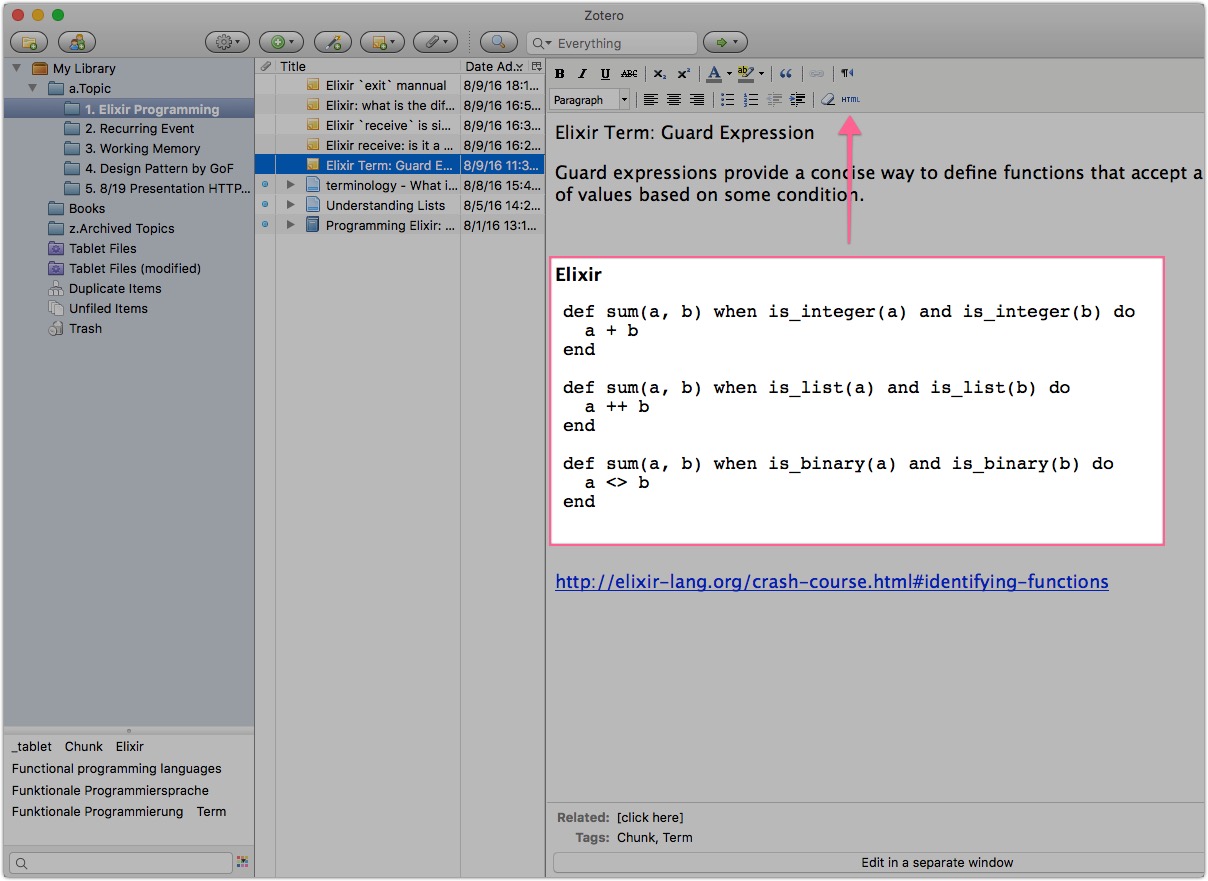 Zotero
Everything
My Library
a.Topic
1. Elixir Programming
2. Recurring Event
3. Working Memory
4. Design Pattern by GoF
5. 8/19 Presentation HTTP...
Books
z.Archived Topics
Tablet Files
Tablet Files (modified)
Duplicate Items
Unfiled Items
Trash
_tablet Chunk Elixir
Functional programming languages
Funktionale Programmiersprache
Funktionale Programmierung Term
Title Date Ad...
Elixir `exit` mannual 8/9/16 18:1...
Elixir: what is the dif... 8/9/16 16:5...
Elixir `receive` is si... 8/9/16 16:3...
Elixir receive: is it a ... 8/9/16 16:2...
Elixir Term: Guard E... 8/9/16 11:3...
terminology - What i... 8/8/16 15:4...
Understanding Lists 8/5/16 14:2...
Programming Elixir: ... 8/1/16 13:1...
B I U ABC X₂ X² A ab
Paragraph HTML
Elixir Term: Guard Expression
Guard expressions provide a concise way to define functions that accept a
of values based on some condition.
Elixir
def sum(a, b) when is_integer(a) and is_integer(b) do
a + b
end
def sum(a, b) when is_list(a) and is_list(b) do
a ++ b
end
def sum(a, b) when is_binary(a) and is_binary(b) do
a <> b
end
http://elixir-lang.org/crash-course.html#identifying-functions
Related: [click here]
Tags: Chunk, Term
Edit in a separate window